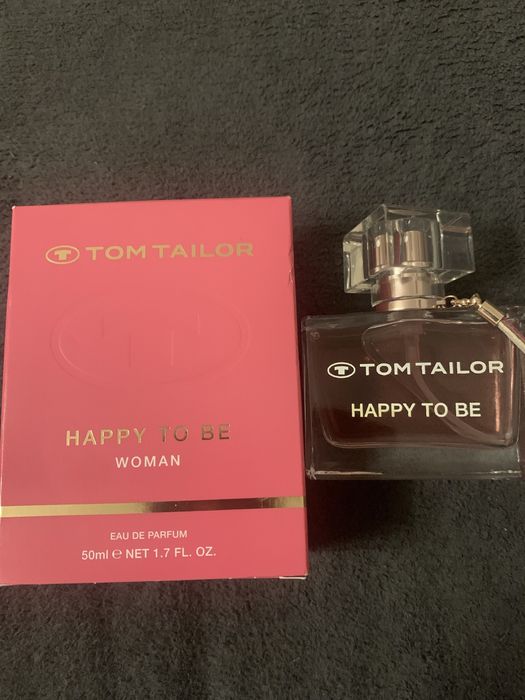 TOM TAILOR
HAPPY TO BE
WOMAN
EAU DE PARFUM
50ml ℮ NET 1.7 FL. OZ.
TOM TAILOR
HAPPY TO BE